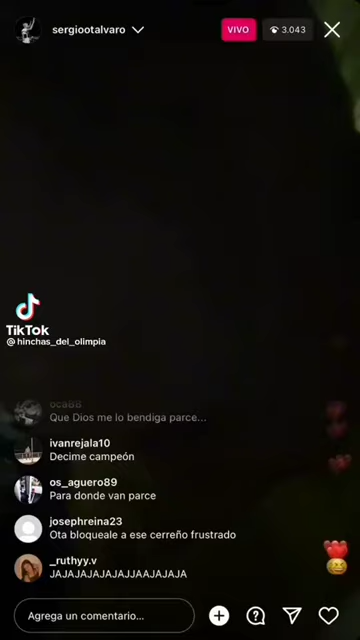 sergiootalvaro
VIVO
3.043
TikTok
@hinchas_del_olimpia
Que Dios me lo bendiga parce...
ivanrejala10
Decime campeón
os_aguero89
Para donde van parce
josephreina23
Ota bloqueale a ese cerreño frustrado
_ruthyy.v
JAJAJAJAJAJAJJAAJAJAJA
Agrega un comentario...